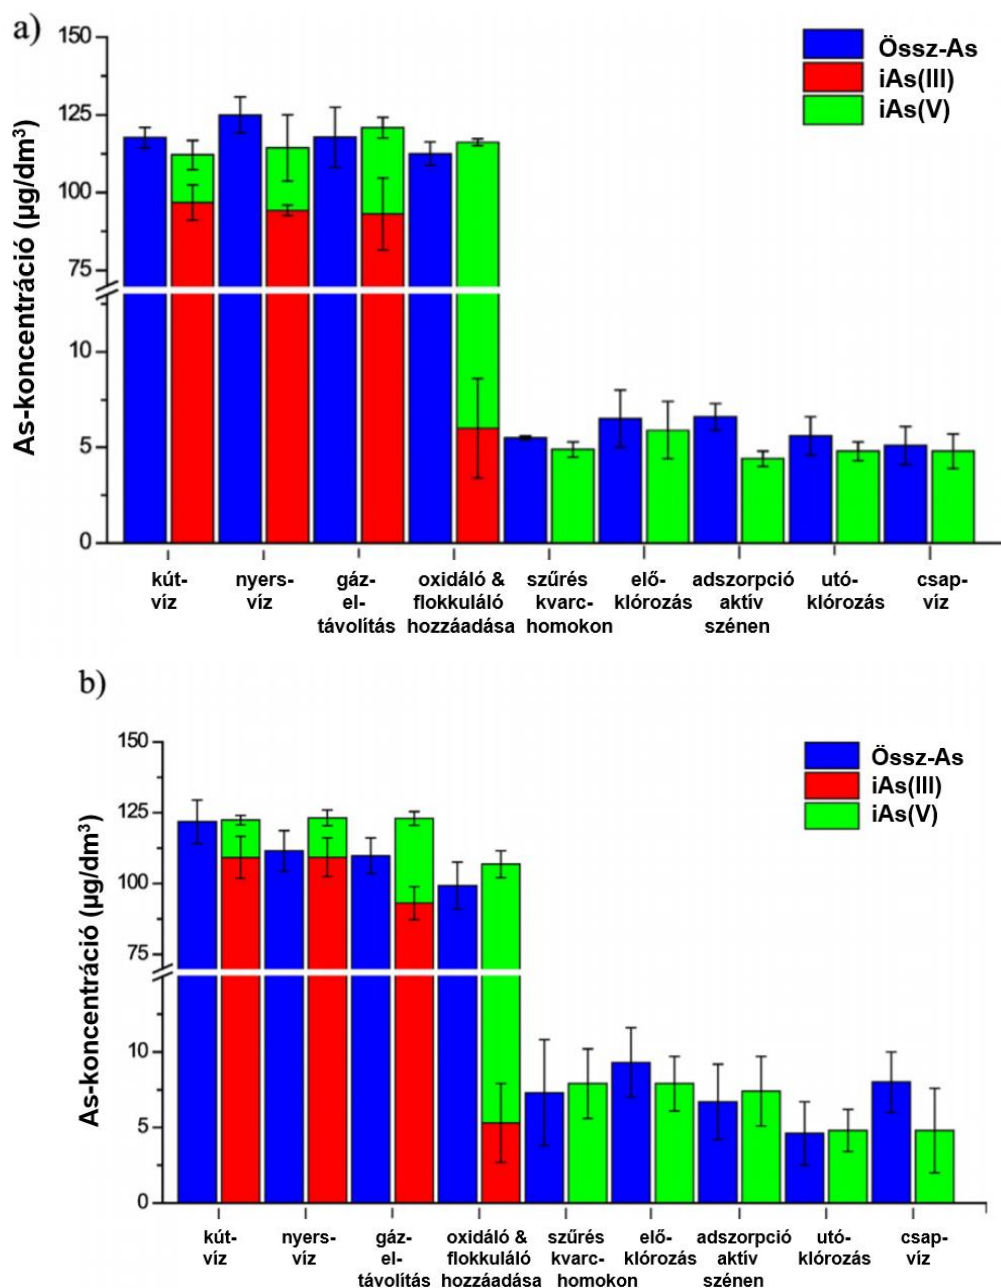 a)
150
125
100
75
10
5
0
As-koncentráció (µg/dm³)
Össz-As
iAs(III)
iAs(V)
kút-
víz
nyers-
víz
gáz-
el-
távolítás
oxidáló &
flokkuláló
hozzáadása
szűrés
kvarc-
homokon
elő-
klórozás
adszorpció
aktív
szénen
utó-
klórozás
csap-
víz
b)
150
125
100
75
10
5
0
As-koncentráció (µg/dm³)
Össz-As
iAs(III)
iAs(V)
kút-
víz
nyers-
víz
gáz-
el-
távolítás
oxidáló &
flokkuláló
hozzáadása
szűrés
kvarc-
homokon
elő-
klórozás
adszorpció
aktív
szénen
utó-
klórozás
csap-
víz